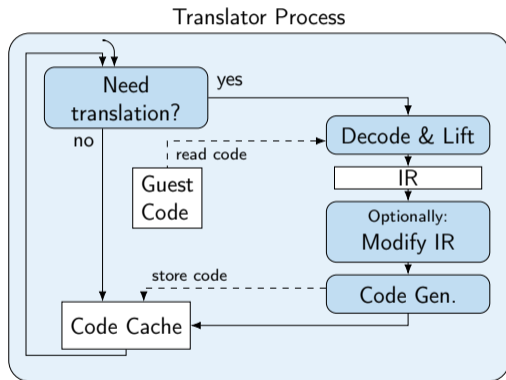 Translator Process
Need
translation?
yes
no
Decode & Lift
read code
Guest
Code
IR
Optionally:
Modify IR
store code
Code Gen.
Code Cache